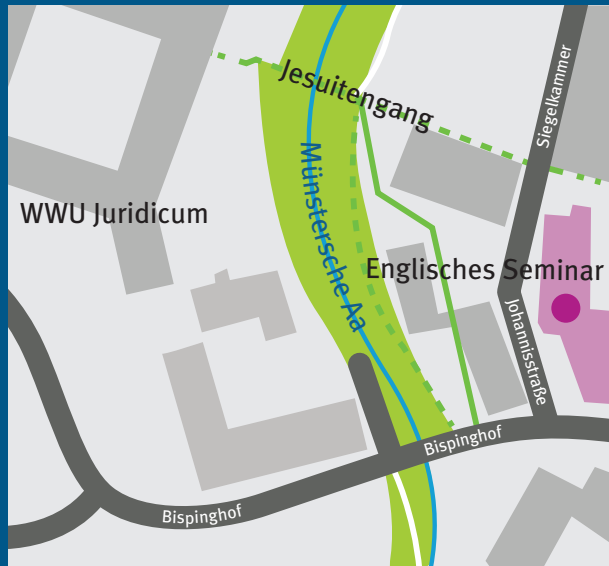 Jesuitengang
Siegelkammer
Münstersche Aa
WWU Juridicum
Englisches Seminar
Johannisstraße
Bispinghof
Bispinghof